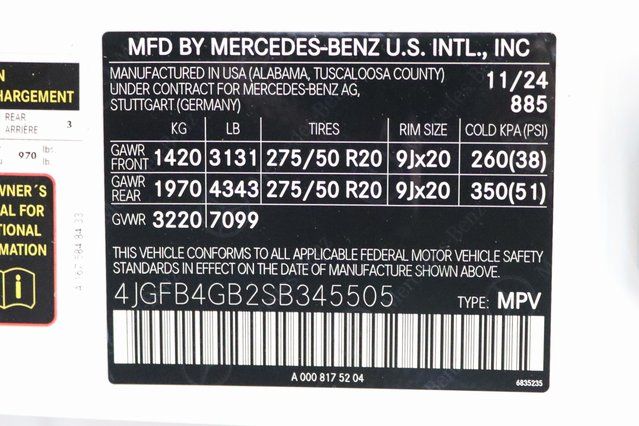 MFD BY MERCEDES-BENZ U.S. INTL., INC
MANUFACTURED IN USA (ALABAMA, TUSCALOOSA COUNTY)
UNDER CONTRACT FOR MERCEDES-BENZ AG,
STUTTGART (GERMANY)
11/24
885
KG LB TIRES RIM SIZE COLD KPA (PSI)
GAWR FRONT 1420 3131 275/50 R20 9Jx20 260(38)
GAWR REAR 1970 4343 275/50 R20 9Jx20 350(51)
GVWR 3220 7099
THIS VEHICLE CONFORMS TO ALL APPLICABLE FEDERAL MOTOR VEHICLE SAFETY
STANDARDS IN EFFECT ON THE DATE OF MANUFACTURE SHOWN ABOVE.
4JGFB4GB2SB345505 TYPE: MPV
A 000 817 52 04
6835235
N
HARGEMENT
REAR
ARRIÈRE 3
970 lbs
WNER´S
AL FOR
TIONAL
RMATION